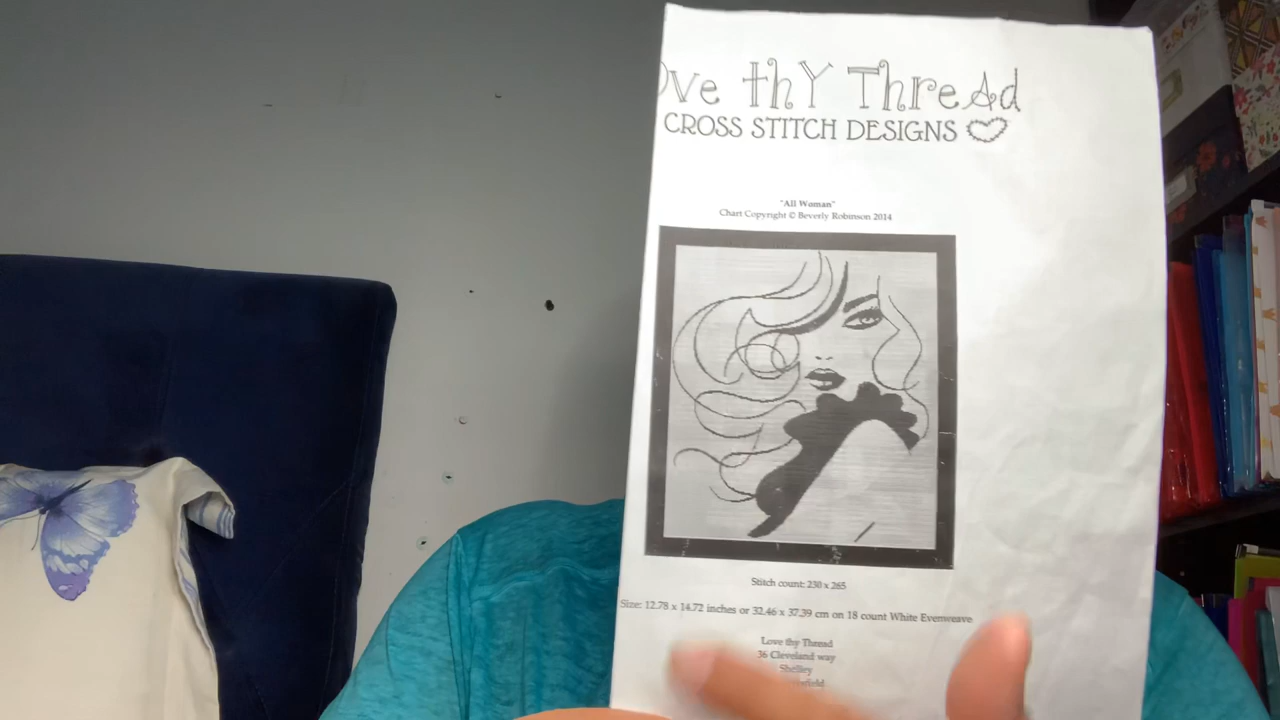 ove thy Thread
CROSS STITCH DESIGNS
"All Woman"
Chart Copyright © Beverly Robinson 2014
Stitch count: 230 x 265
Size: 12.78 x 14.72 inches or 32.46 x 37.39 cm on 18 count White Evenweave
Love thy Thread
36 Cleveland way
Shelley